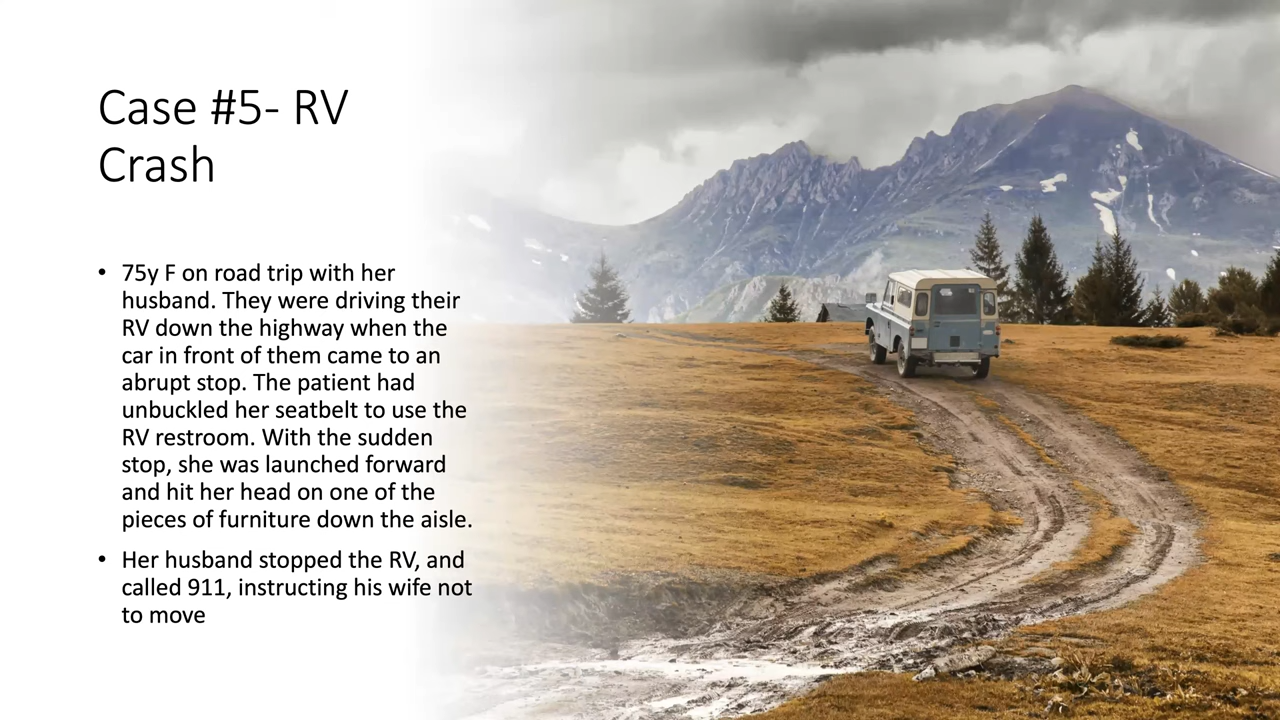 Case #5- RV
Crash
• 75y F on road trip with her
husband. They were driving their
RV down the highway when the
car in front of them came to an
abrupt stop. The patient had
unbuckled her seatbelt to use the
RV restroom. With the sudden
stop, she was launched forward
and hit her head on one of the
pieces of furniture down the aisle.
• Her husband stopped the RV, and
called 911, instructing his wife not
to move